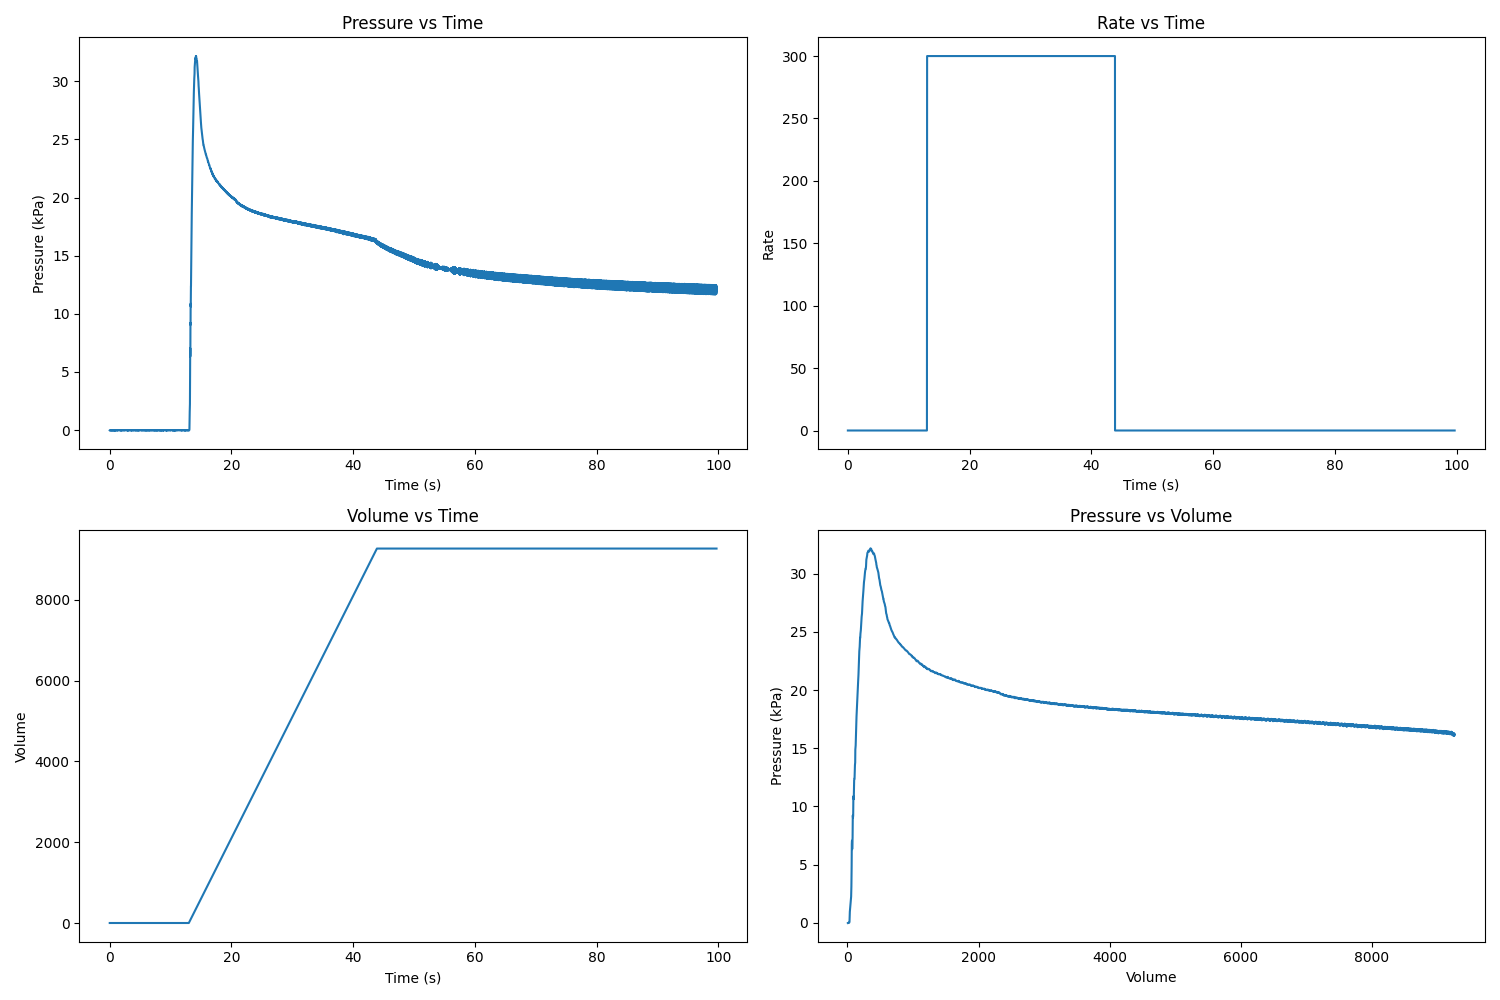 Pressure vs Time
Pressure (kPa)
30
25
20
15
10
5
0
0 20 40 60 80 100
Time (s)
Rate vs Time
Rate
300
250
200
150
100
50
0
0 20 40 60 80 100
Time (s)
Volume vs Time
Volume
8000
6000
4000
2000
0
0 20 40 60 80 100
Time (s)
Pressure vs Volume
Pressure (kPa)
30
25
20
15
10
5
0
0 2000 4000 6000 8000
Volume